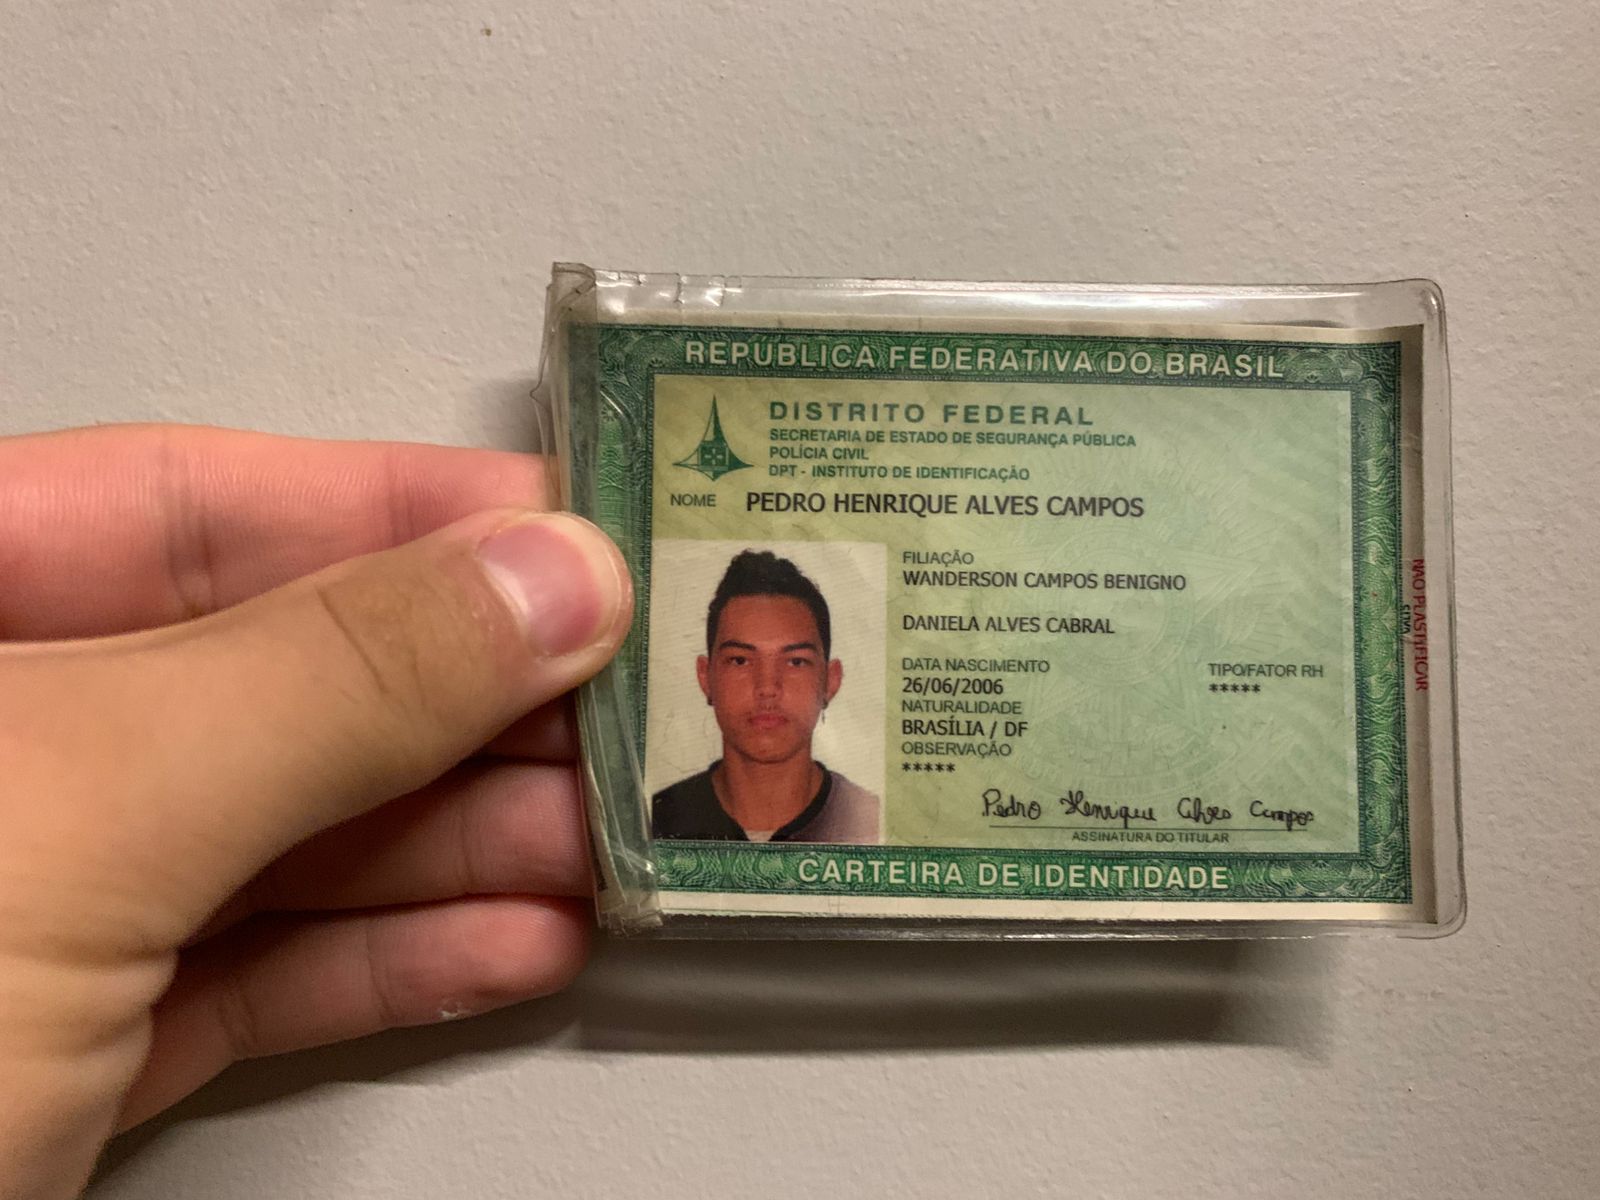 REPÚBLICA FEDERATIVA DO BRASIL
DISTRITO FEDERAL
SECRETARIA DE ESTADO DE SEGURANÇA PÚBLICA
POLÍCIA CIVIL
DPT - INSTITUTO DE IDENTIFICAÇÃO
NOME PEDRO HENRIQUE ALVES CAMPOS
FILIAÇÃO
WANDERSON CAMPOS BENIGNO
DANIELA ALVES CABRAL
DATA NASCIMENTO TIPO/FATOR RH
26/06/2006 *****
NATURALIDADE
BRASÍLIA / DF
OBSERVAÇÃO
*****
Pedro Henrique Alves Campos
ASSINATURA DO TITULAR
CARTEIRA DE IDENTIDADE
NÃO PLASTIFICAR